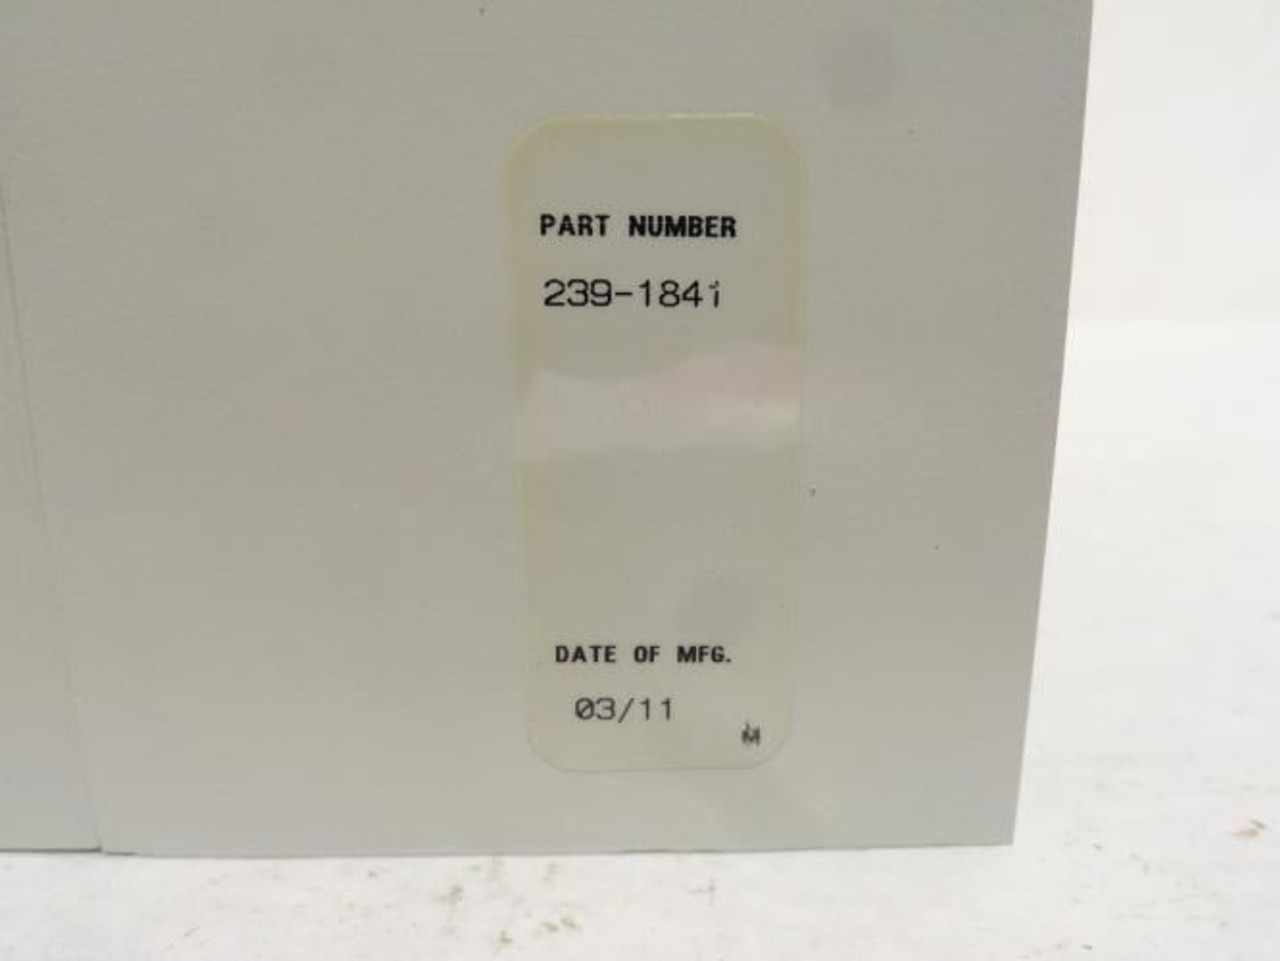 PART NUMBER
239-1841
DATE OF MFG.
03/11
M